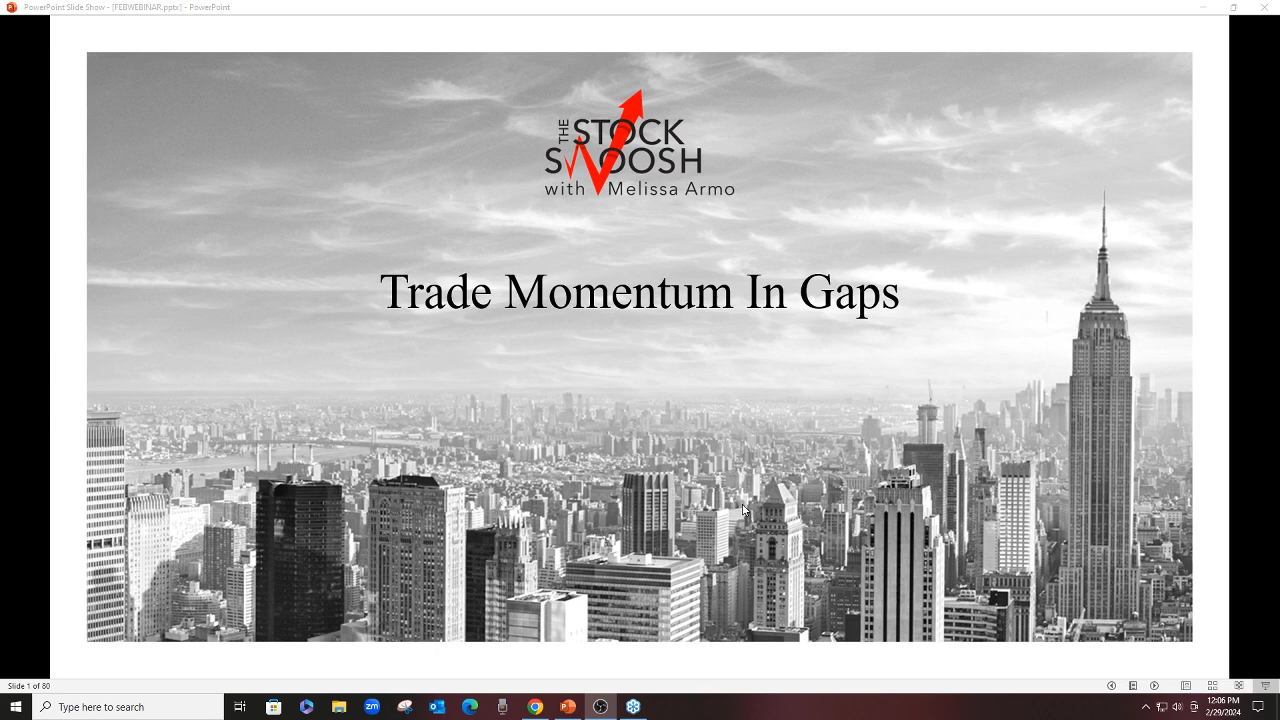 PowerPoint Slide Show - [FEBWEBINAR.pptx] - PowerPoint
THE STOCK
SWOOSH
with Melissa Armo
Trade Momentum In Gaps
Slide 1 of 80
Type here to search
zm
12:06 PM
2/29/2024